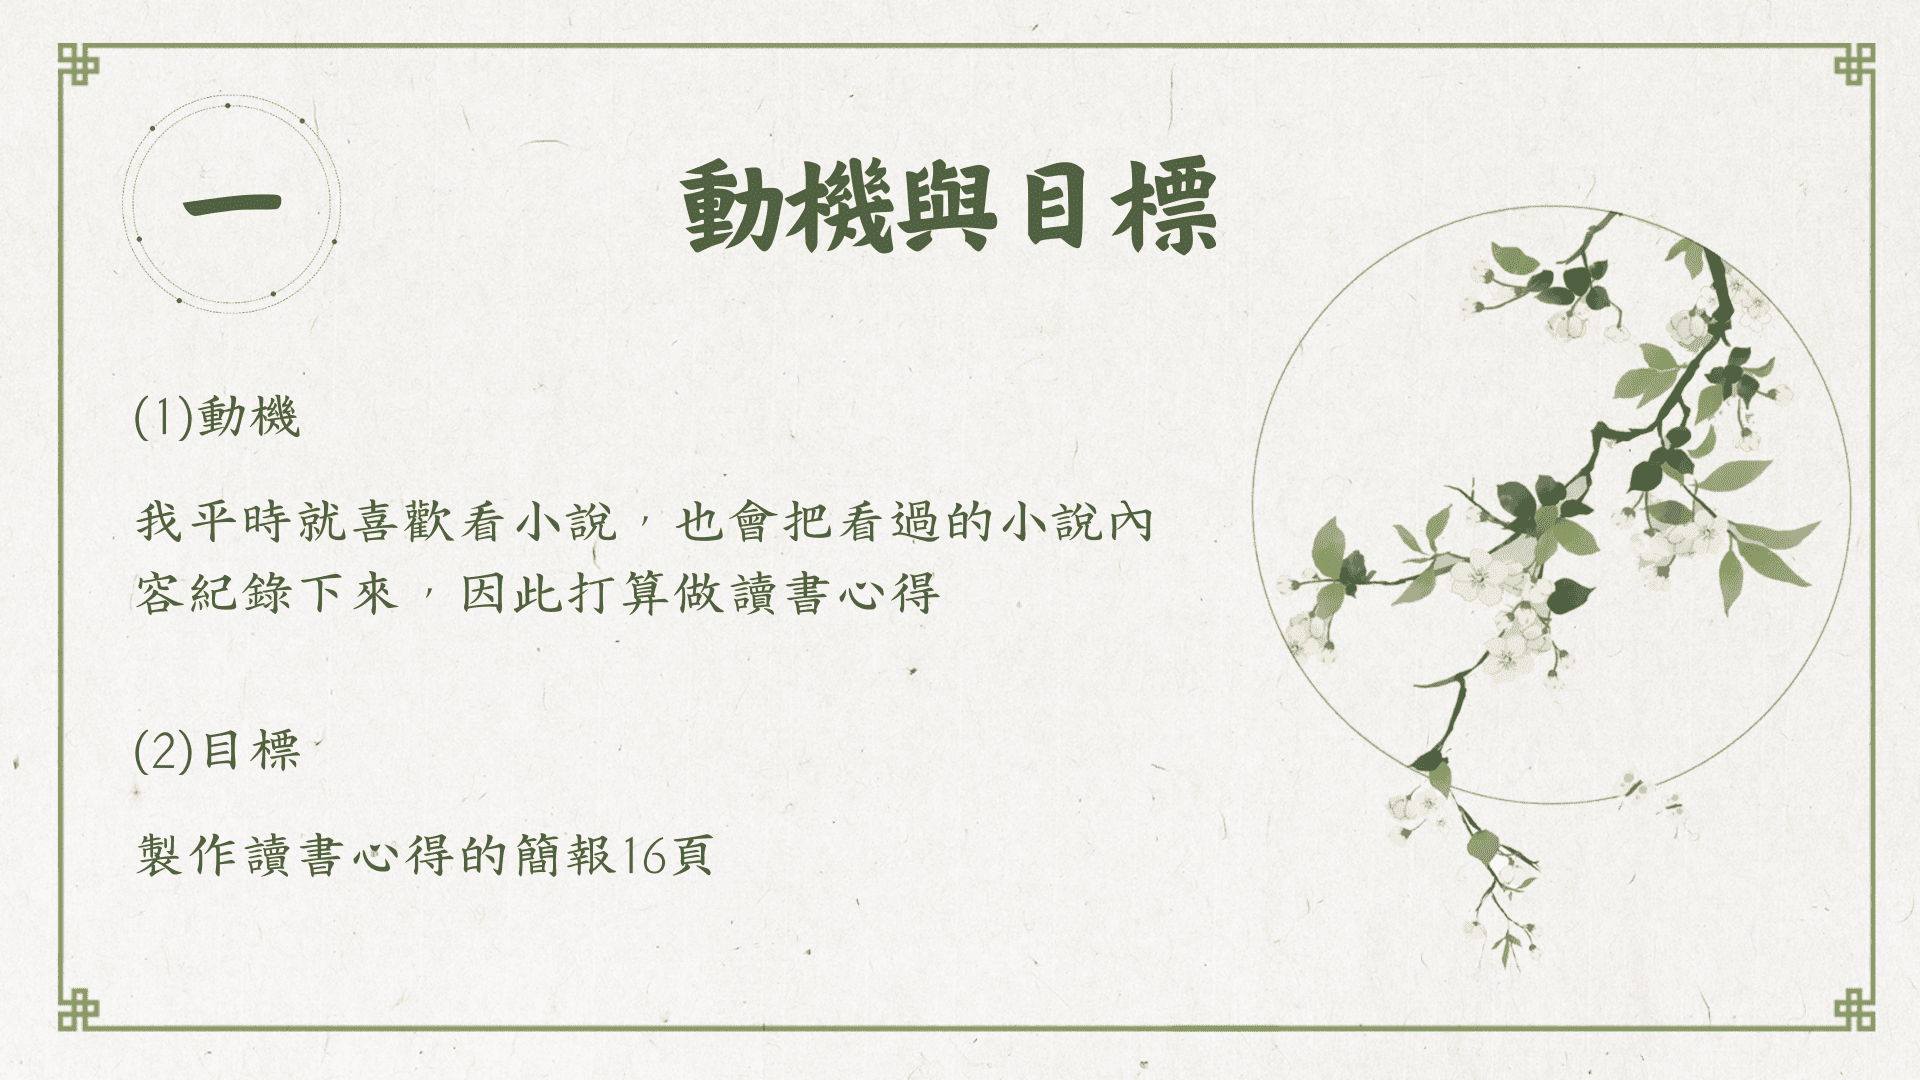 一
動機與目標
(1)動機
我平時就喜歡看小說，也會把看過的小說內
容紀錄下來，因此打算做讀書心得
(2)目標
製作讀書心得的簡報16頁